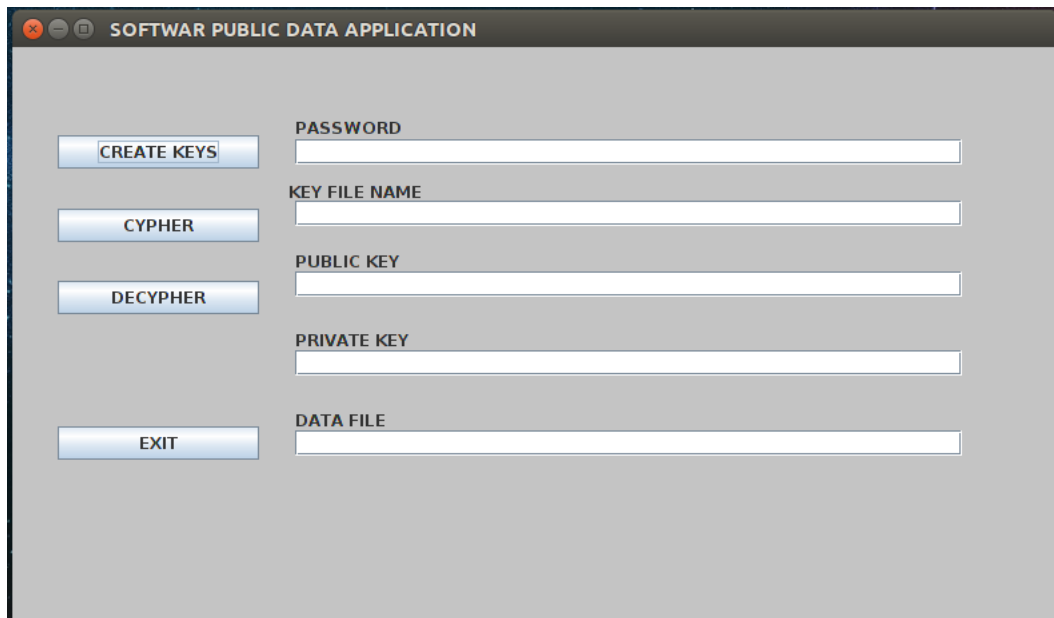 SOFTWAR PUBLIC DATA APPLICATION
PASSWORD
CREATE KEYS
KEY FILE NAME
CYPHER
PUBLIC KEY
DECYPHER
PRIVATE KEY
DATA FILE
EXIT